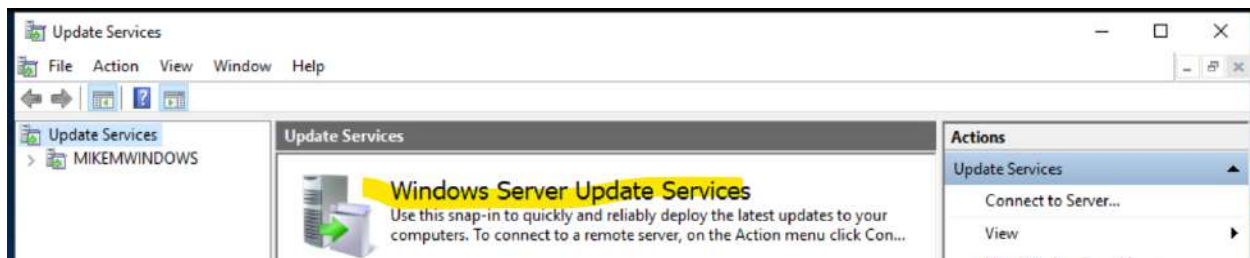 Update Services
File Action View Window Help
Update Services
MIKEMWINDOWS
Update Services
Windows Server Update Services
Use this snap-in to quickly and reliably deploy the latest updates to your
computers. To connect to a remote server, on the Action menu click Con...
Actions
Update Services
Connect to Server...
View